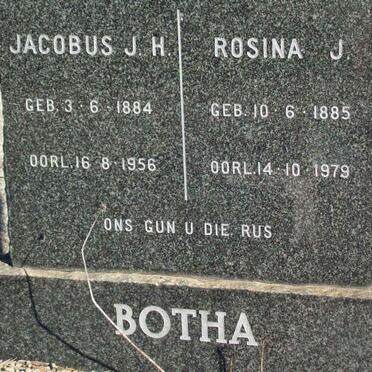 JACOBUS J. H.
GEB. 3 · 6 · 1884
OORL. 16 · 8 · 1956
ROSINA J.
GEB. 10 · 6 · 1885
OORL. 14 · 10 · 1979
ONS GUN U DIE RUS
BOTHA